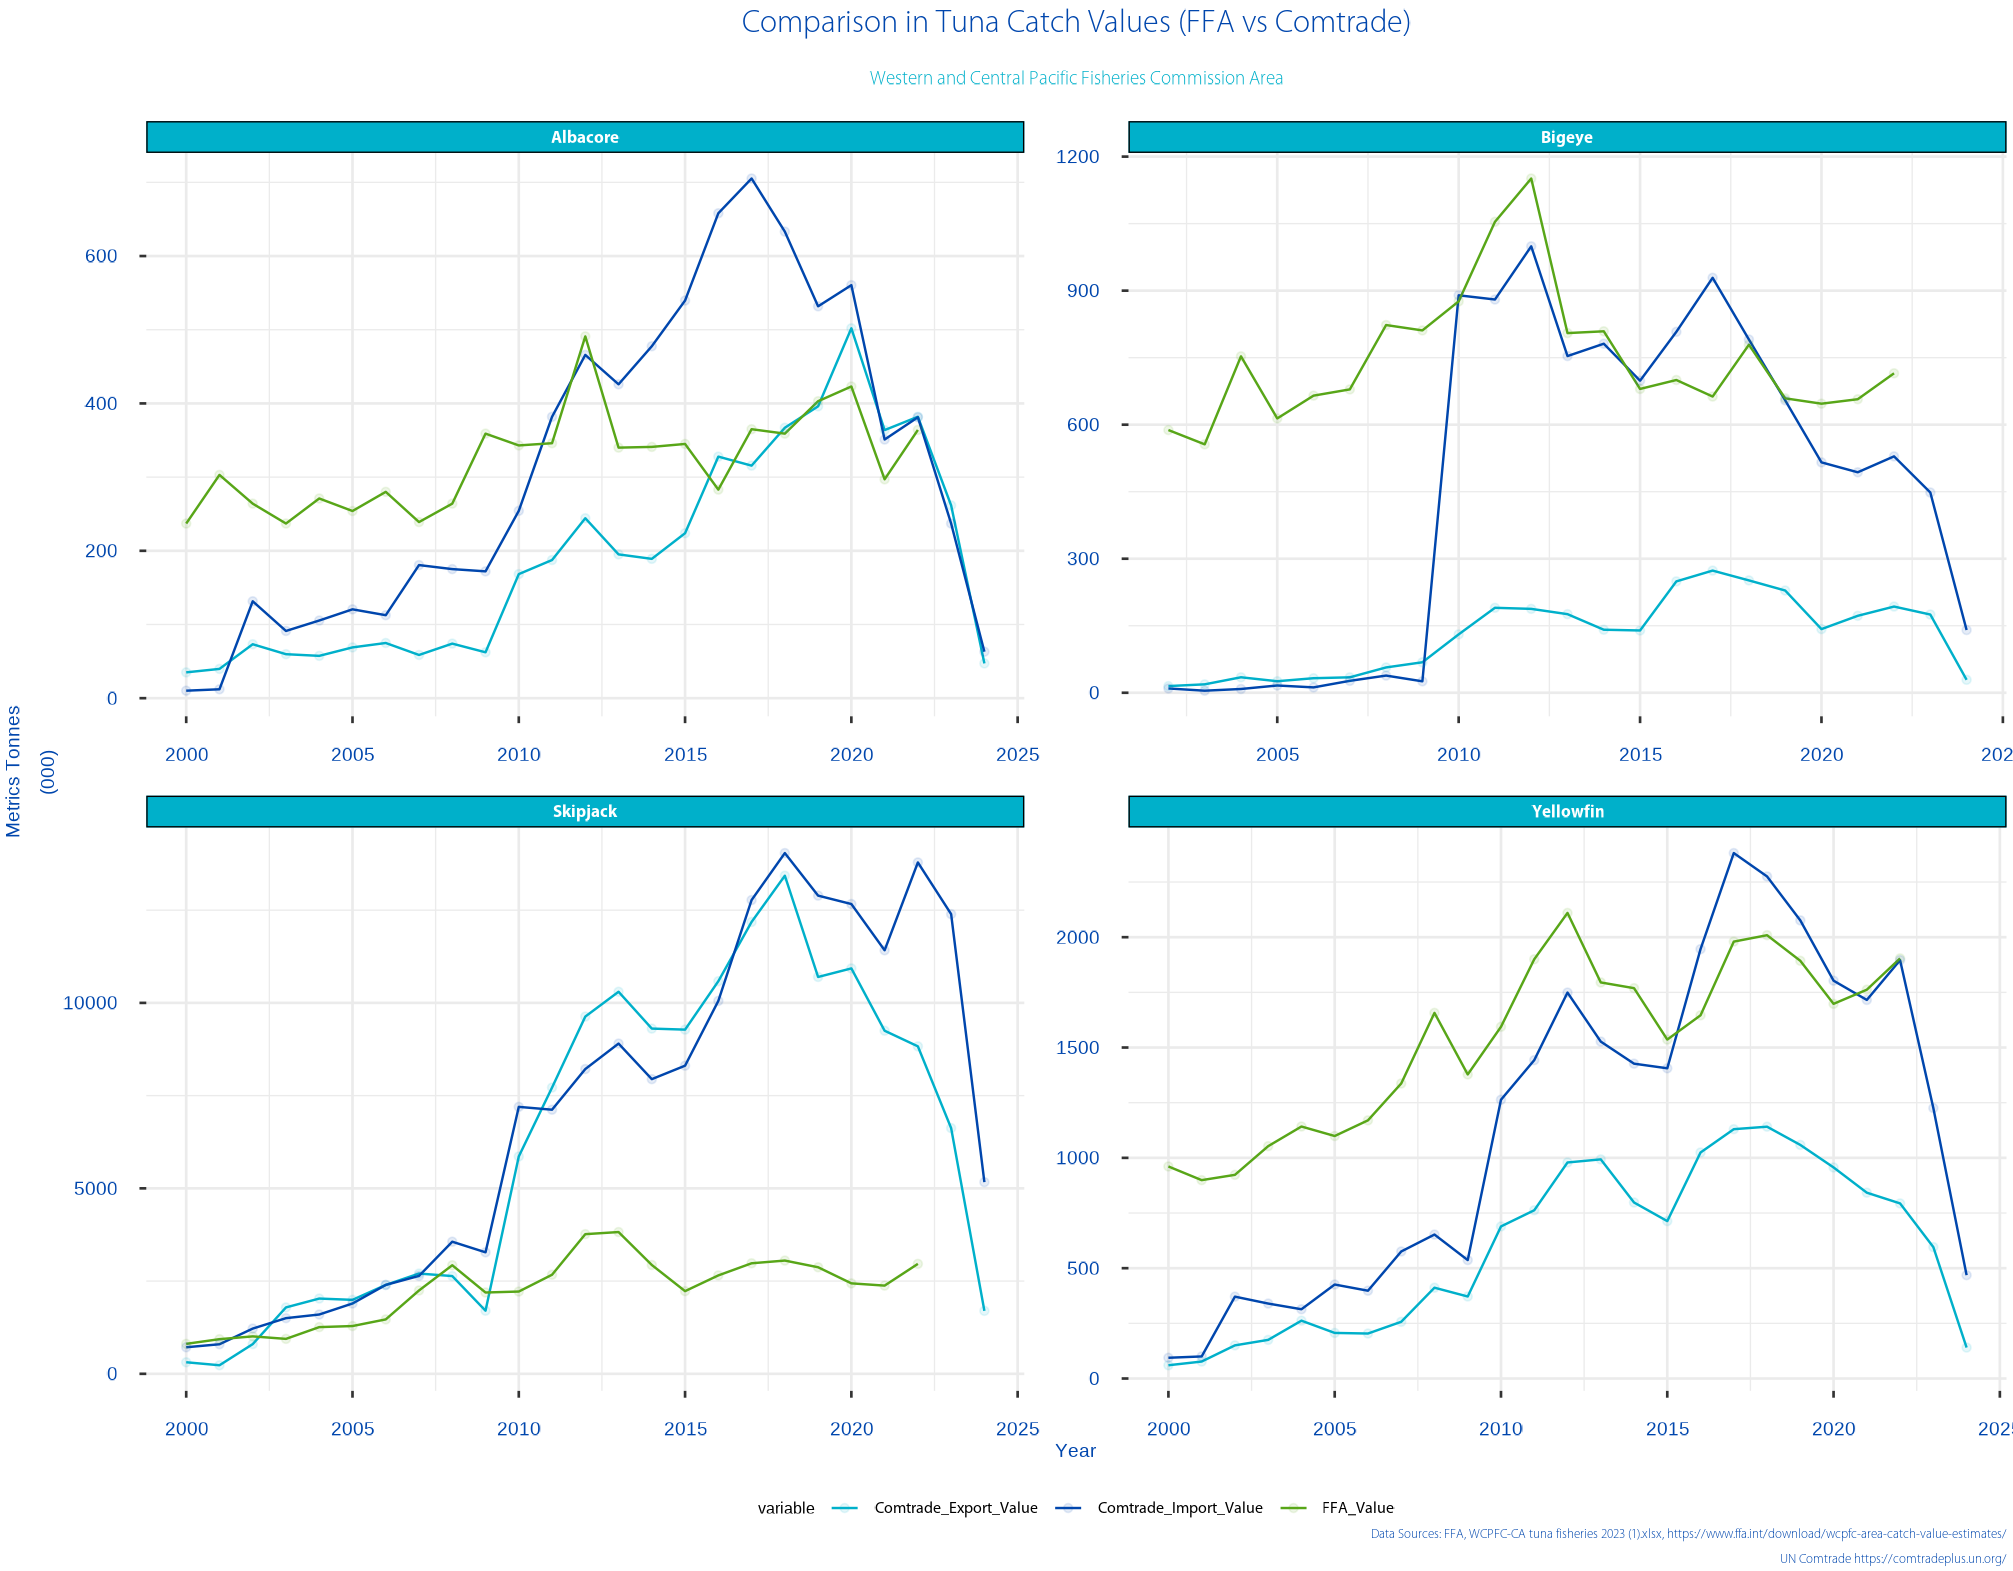 Comparison in Tuna Catch Values (FFA vs Comtrade)
Western and Central Pacific Fisheries Commission Area
Albacore
600
400
200
0
2000 2005 2010 2015 2020 2025
Bigeye
1200
900
600
300
0
2005 2010 2015 2020 202
Metrics Tonnes
(000)
Skipjack
10000
5000
0
2000 2005 2010 2015 2020 2025
Yellowfin
2000
1500
1000
500
0
2000 2005 2010 2015 2020 202
Year
variable Comtrade_Export_Value Comtrade_Import_Value FFA_Value
Data Sources: FFA, WCPFC-CA tuna fisheries 2023 (1).xlsx, https://www.ffa.int/download/wcpfc-area-catch-value-estimates/
UN Comtrade https://comtradeplus.un.org/